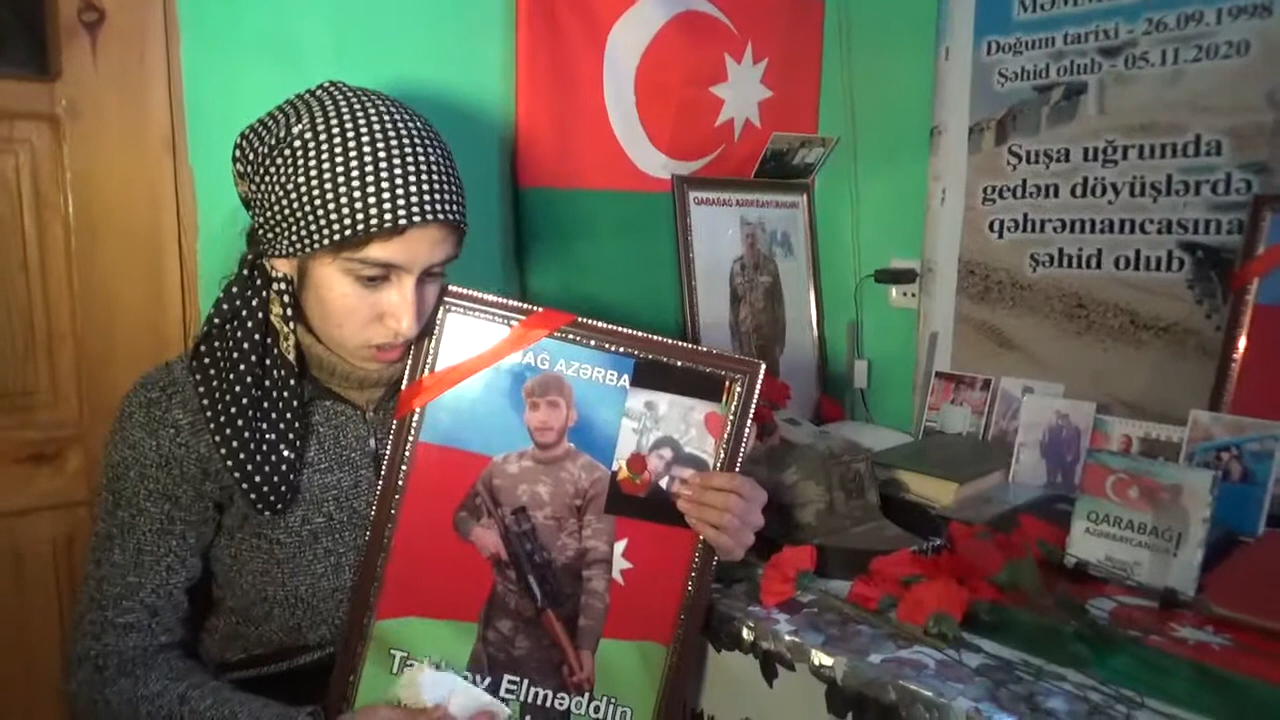 Doğum tarixi - 26.09.1998
Şəhid olub - 05.11.2020
Şuşa uğrunda
gedən döyüşlərdə
qəhrəmancasına
şəhid olub
QARABAĞ AZƏRBAYCANDIR!
AĞ AZƏRBA
Elməddin
QARABAĞ
AZƏRBAYCANDIR!